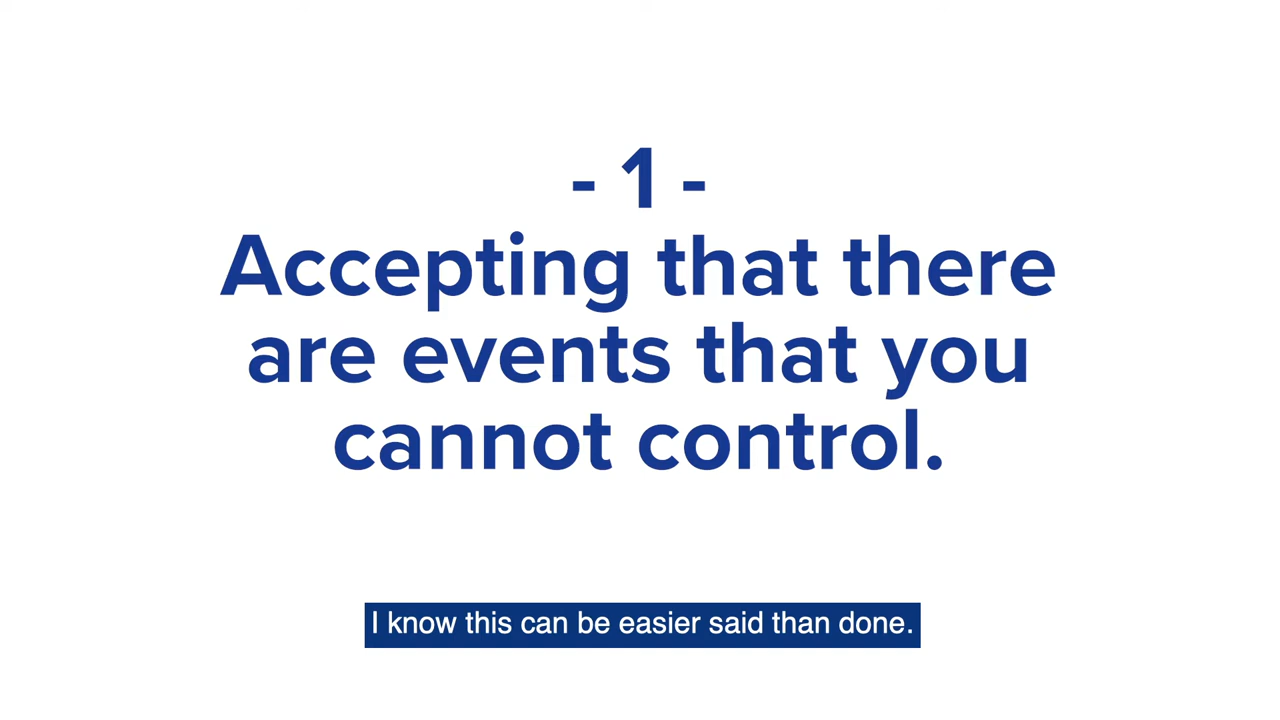 - 1 -
Accepting that there
are events that you
cannot control.
I know this can be easier said than done.